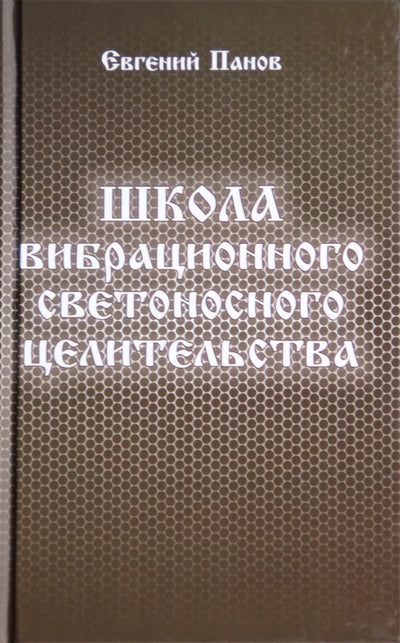 Евгений Панов
ШКОЛА
ВИБРАЦИОННОГО
СВЕТОНОСНОГО
ЦЕЛИТЕЛЬСТВА